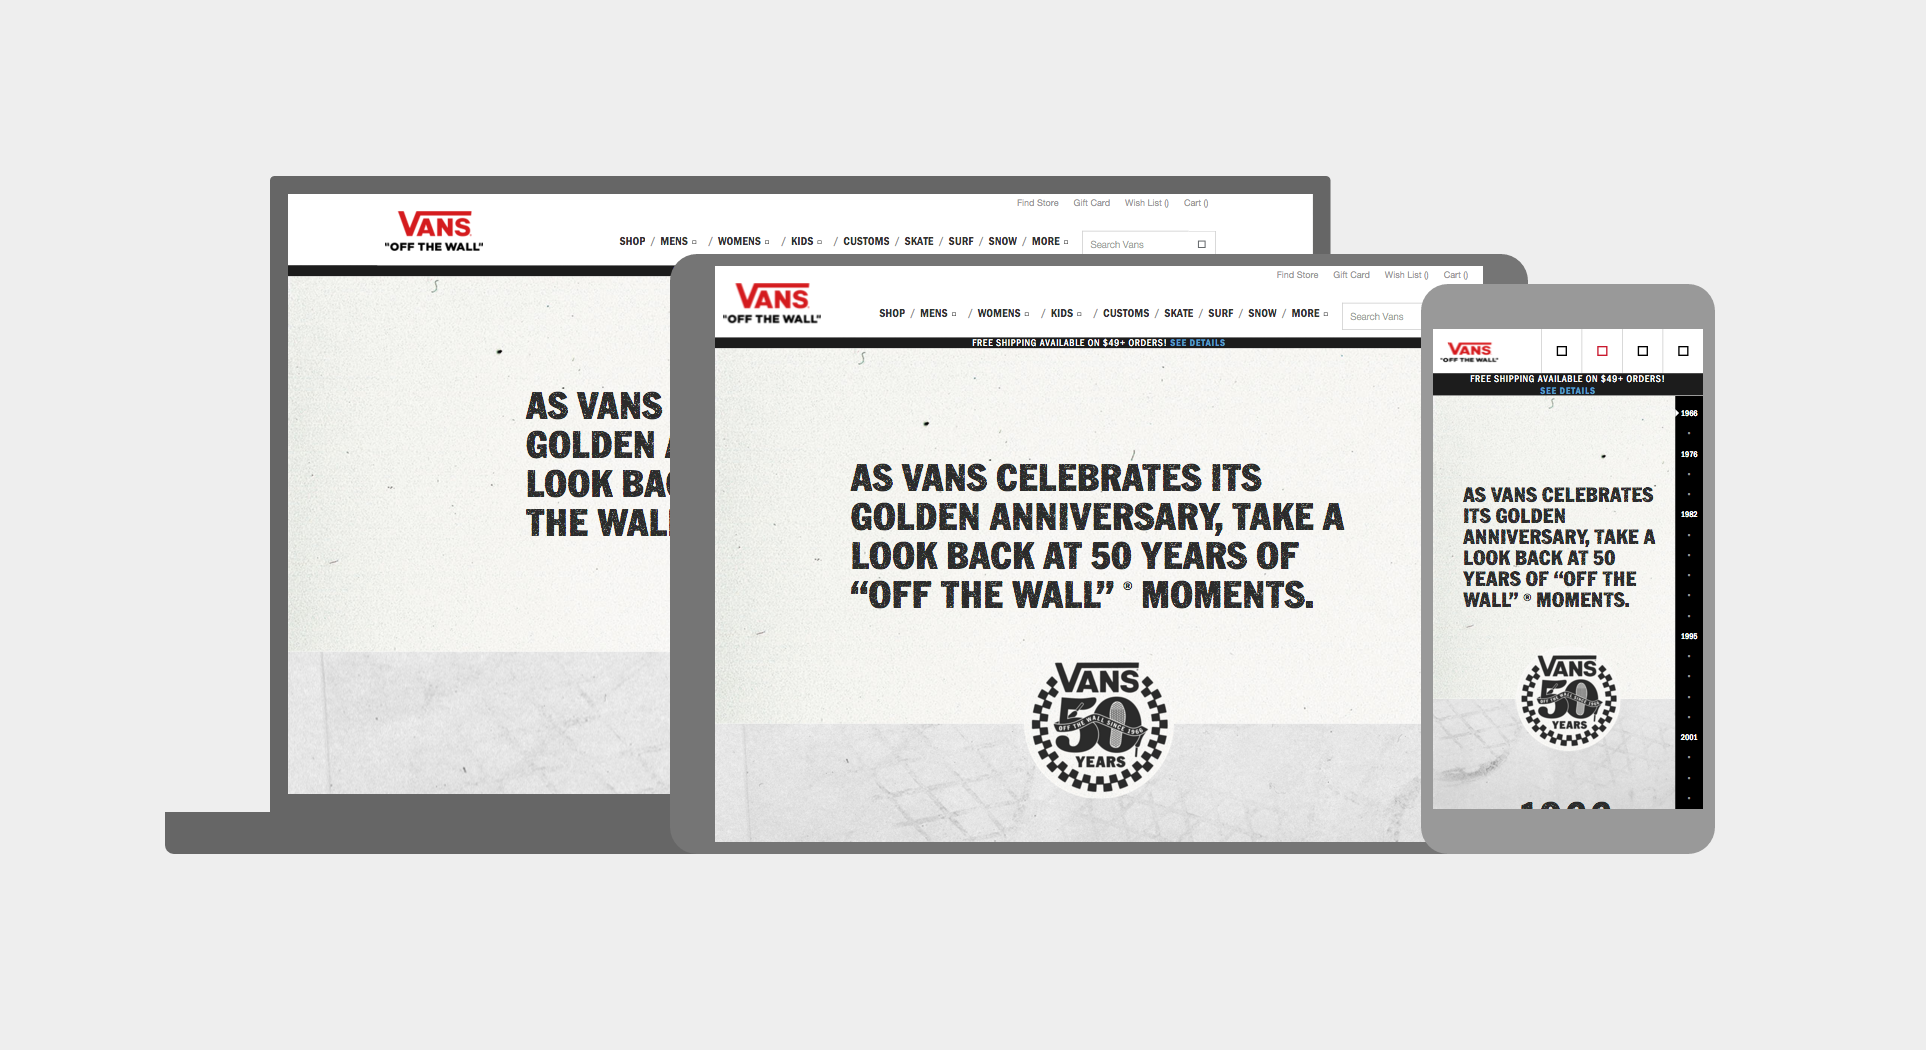 VANS
"OFF THE WALL"
Find Store Gift Card Wish List () Cart ()
SHOP / MENS / WOMENS / KIDS / CUSTOMS / SKATE / SURF / SNOW / MORE
Search Vans
AS VANS
GOLDEN
LOOK BA
THE WAL
VANS
"OFF THE WALL"
Find Store Gift Card Wish List () Cart ()
SHOP / MENS / WOMENS / KIDS / CUSTOMS / SKATE / SURF / SNOW / MORE
Search Vans
FREE SHIPPING AVAILABLE ON $49+ ORDERS! SEE DETAILS
AS VANS CELEBRATES ITS
GOLDEN ANNIVERSARY, TAKE A
LOOK BACK AT 50 YEARS OF
“OFF THE WALL” ® MOMENTS.
VANS
50
OFF THE WALL SINCE 1966
YEARS
VANS
"OFF THE WALL"
FREE SHIPPING AVAILABLE ON $49+ ORDERS!
SEE DETAILS
AS VANS CELEBRATES
ITS GOLDEN
ANNIVERSARY, TAKE A
LOOK BACK AT 50
YEARS OF “OFF THE
WALL” ® MOMENTS.
VANS
50
OFF THE WALL SINCE 1966
YEARS
1966
1976
1982
1995
2001